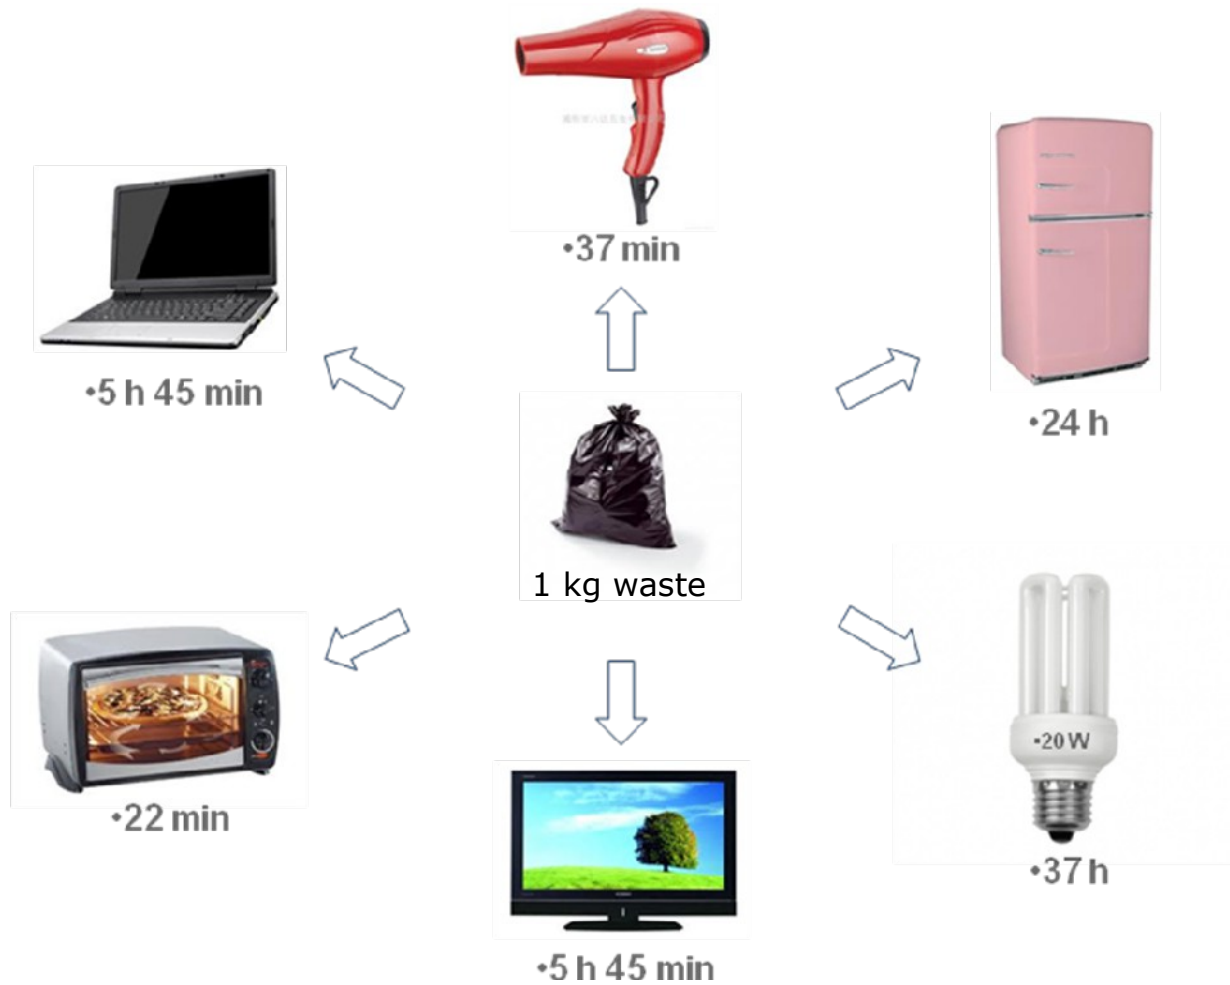 •37 min
•5 h 45 min
•24 h
1 kg waste
•20 W
•22 min
•37 h
•5 h 45 min